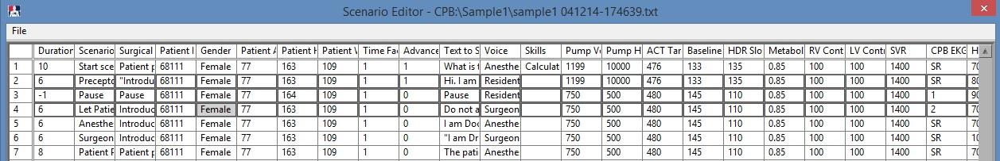 Scenario Editor - CPB:\Sample1\sample1 041214-174639.txt
File
Duration Scenario Surgical Patient I Gender Patient A Patient H Patient W Time Fac Advance Text to S Voice Skills Pump Vo Pump H ACT Tar Baseline HDR Slo Metabol RV Cont LV Contr SVR CPB EKG H
1 10 Start sce Patient p 68111 Female 77 163 109 1 1 What is t Anesthe Calculat 1199 10000 476 133 135 0.85 100 100 1400 SR 70
2 6 Precepto "Introdu 68111 Female 77 163 109 1 1 Hi. I am Resident 1199 10000 476 133 135 0.85 100 100 1400 SR 80
3 -1 Pause Pause 68111 Female 77 164 109 1 0 Pause Resident 750 500 480 145 110 0.85 100 100 1400 1 90
4 6 Let Patie Introduc 68111 Female 77 163 109 1 0 Do not a Surgeon 750 500 480 145 110 0.85 100 100 1400 2 70
5 6 Anesthe Introduc 68111 Female 77 163 109 1 0 I am Doc Anesthe 750 500 480 145 110 0.85 100 100 1400 SR 70
6 6 Surgeon Introduc 68111 Female 77 163 109 1 0 "I am Dr Surgeon 750 500 480 145 110 0.85 100 100 1400 SR 10
7 8 Patient P Patient p 68111 Female 77 163 109 1 0 The pati Anesthe 750 500 480 145 110 0.85 100 100 1400 SR 70